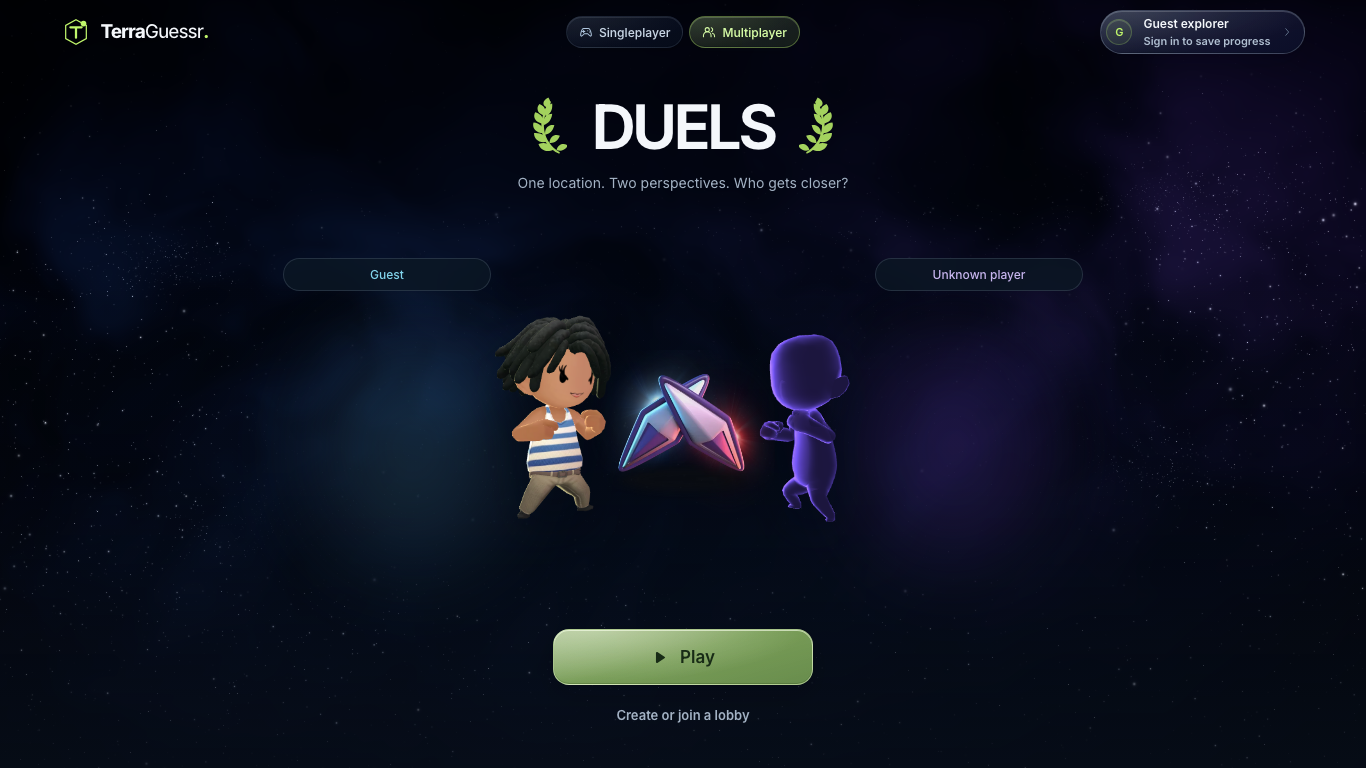 TerraGuessr.
Singleplayer
Multiplayer
G
Guest explorer
Sign in to save progress
DUELS
One location. Two perspectives. Who gets closer?
Guest
Unknown player
Play
Create or join a lobby